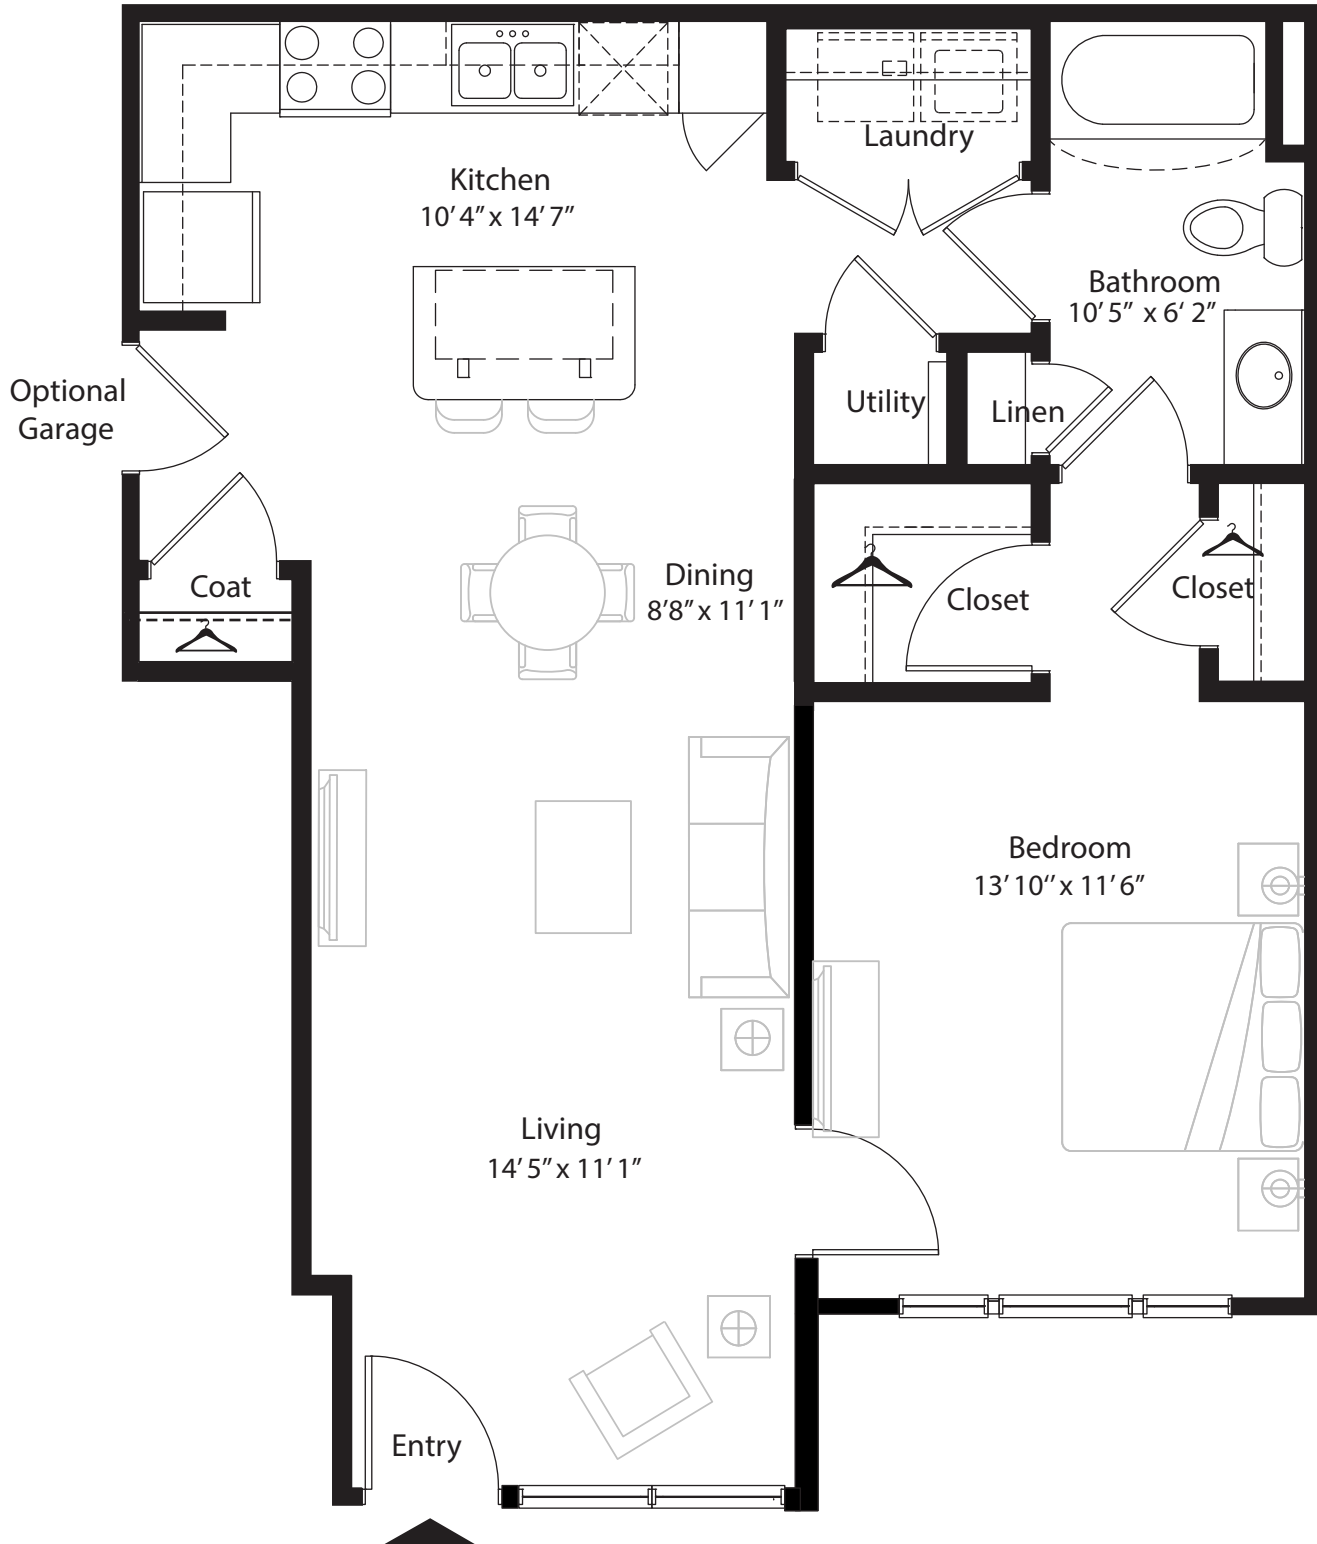 Laundry
Kitchen
10' 4" x 14' 7"
Bathroom
10' 5"  x 6' 2"
Optional
Garage
Utility
Linen
Coat
Dining
8'8" x 11' 1"
Closet
Closet
Bedroom
13' 10" x 11' 6"
Living
14' 5" x 11' 1"
Entry